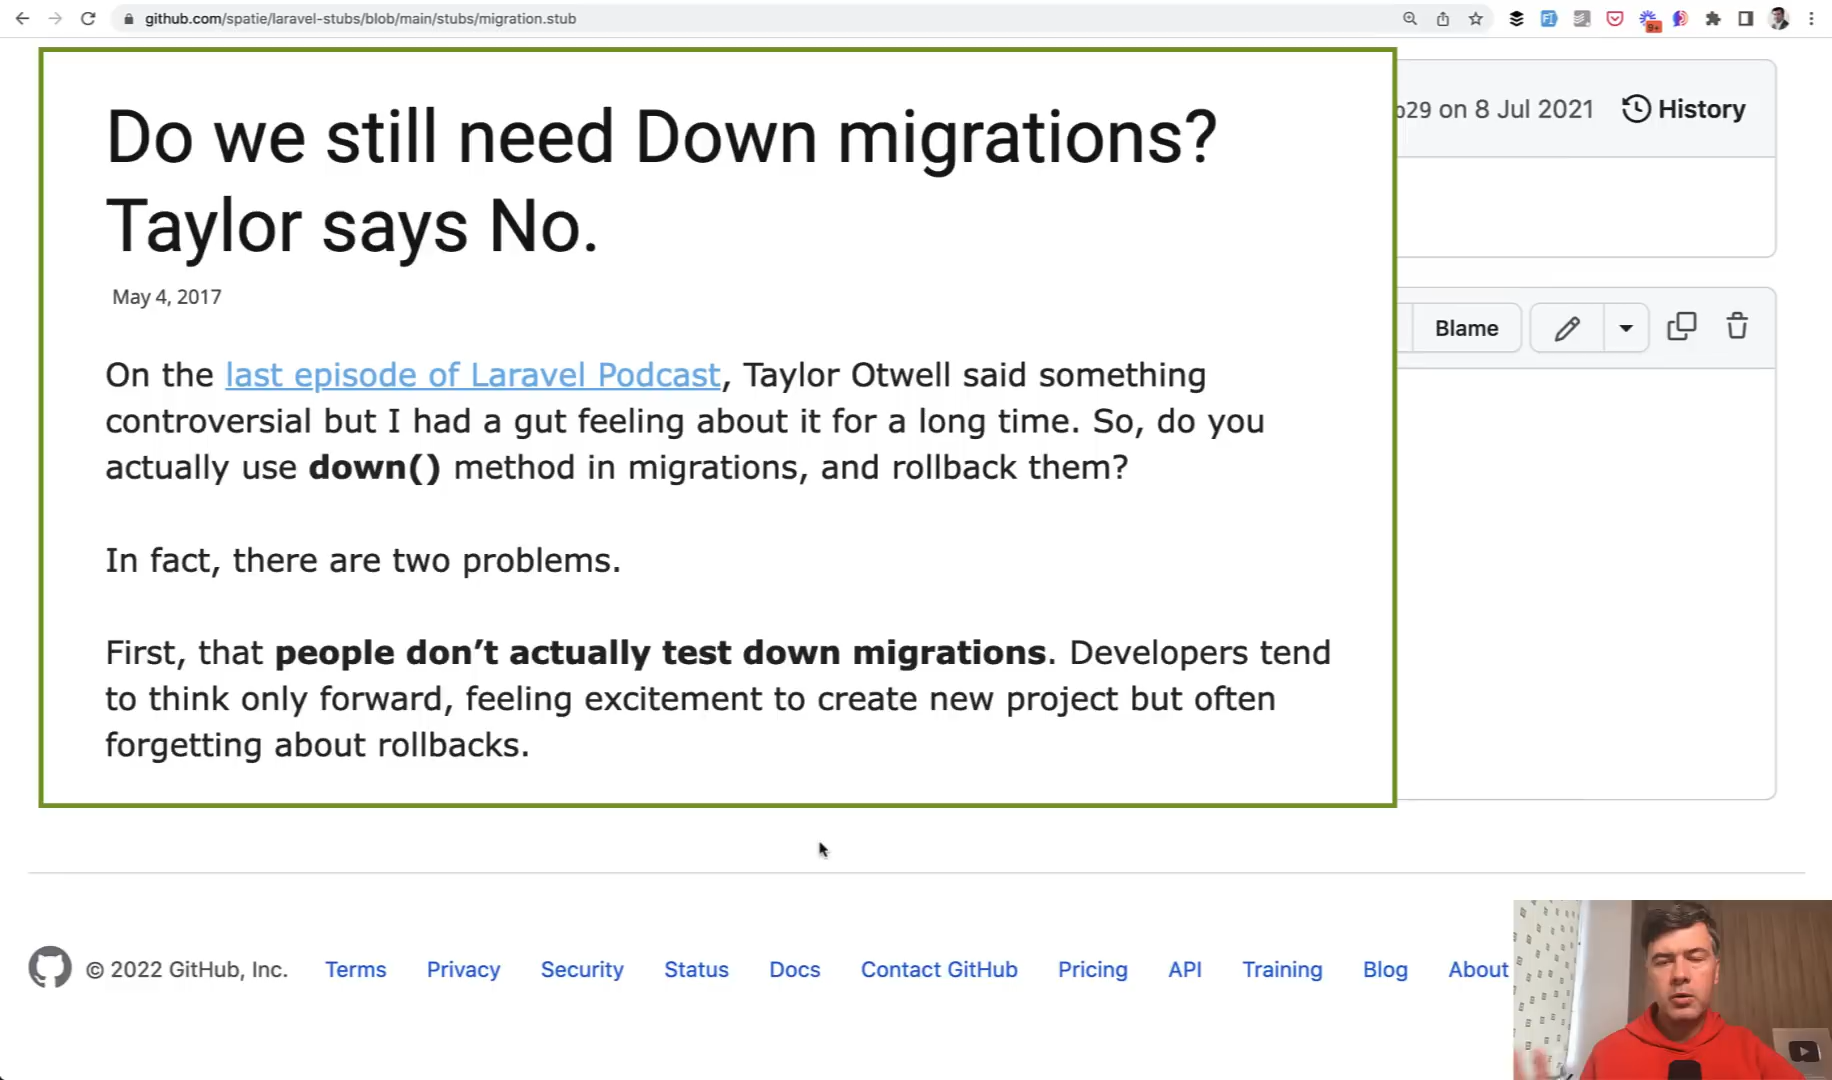 github.com/spatie/laravel-stubs/blob/main/stubs/migration.stub
9+
Do we still need Down migrations?
Taylor says No.
May 4, 2017
On the last episode of Laravel Podcast, Taylor Otwell said something
controversial but I had a gut feeling about it for a long time. So, do you
actually use down() method in migrations, and rollback them?
In fact, there are two problems.
First, that people don’t actually test down migrations. Developers tend
to think only forward, feeling excitement to create new project but often
forgetting about rollbacks.
on 8 Jul 2021
History
Blame
© 2022 GitHub, Inc.
Terms
Privacy
Security
Status
Docs
Contact GitHub
Pricing
API
Training
Blog
About